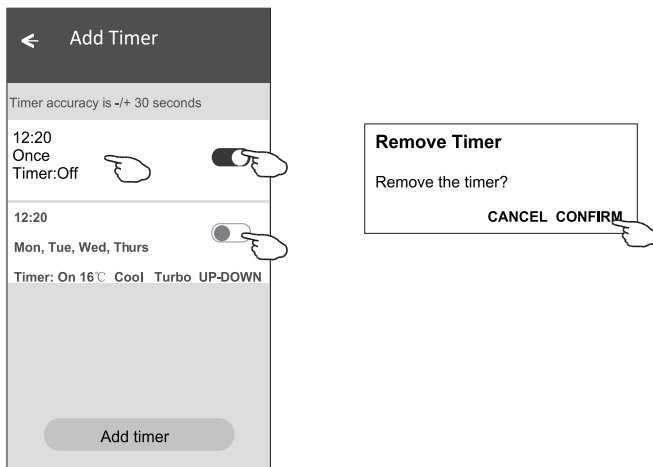 Add Timer
Timer accuracy is -/+ 30 seconds
12:20
Once
Timer:Off
12:20
Mon, Tue, Wed, Thurs
Timer: On 16℃ Cool Turbo UP-DOWN
Add timer
Remove Timer
Remove the timer?
CANCEL CONFIRM